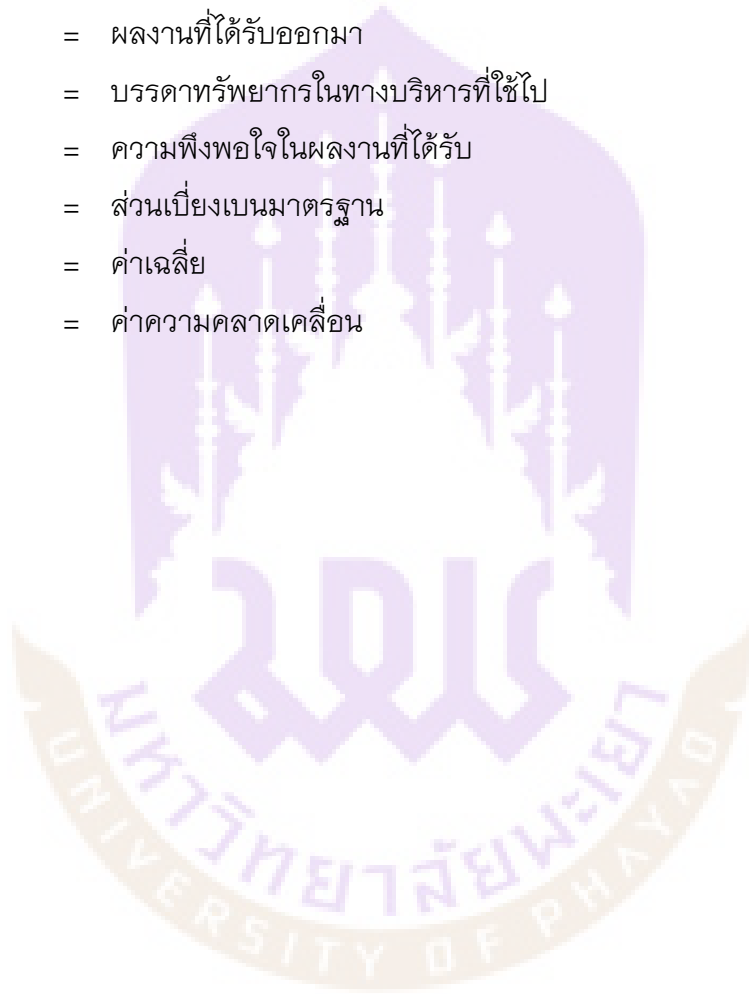 = ผลงานที่ได้รับออกมา
= บรรดาทรัพยากรในทางบริหารที่ใช้ไป
= ความพึงพอใจในผลงานที่ได้รับ
= ส่วนเบี่ยงเบนมาตรฐาน
= ค่าเฉลี่ย
= ค่าความคลาดเคลื่อน
มพ
มหาวิทยาลัยพะเยา
UNIVERSITY OF PHAYAO